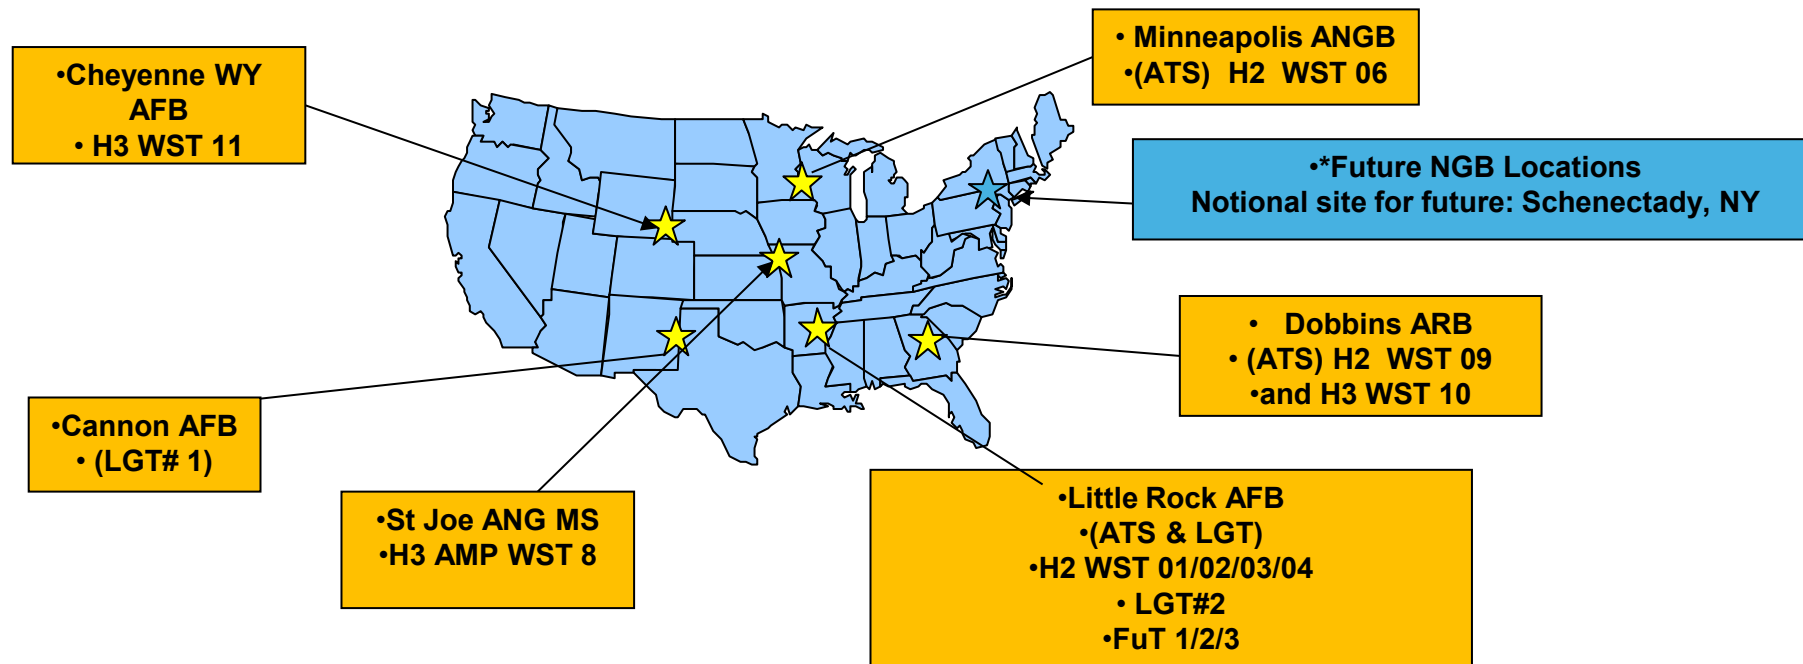 •Cheyenne WY
AFB
• H3 WST 11
• Minneapolis ANGB
•(ATS) H2 WST 06
•*Future NGB Locations
Notional site for future: Schenectady, NY
• Dobbins ARB
• (ATS) H2 WST 09
•and H3 WST 10
•Cannon AFB
• (LGT# 1)
•St Joe ANG MS
•H3 AMP WST 8
•Little Rock AFB
•(ATS & LGT)
•H2 WST 01/02/03/04
• LGT#2
•FuT 1/2/3